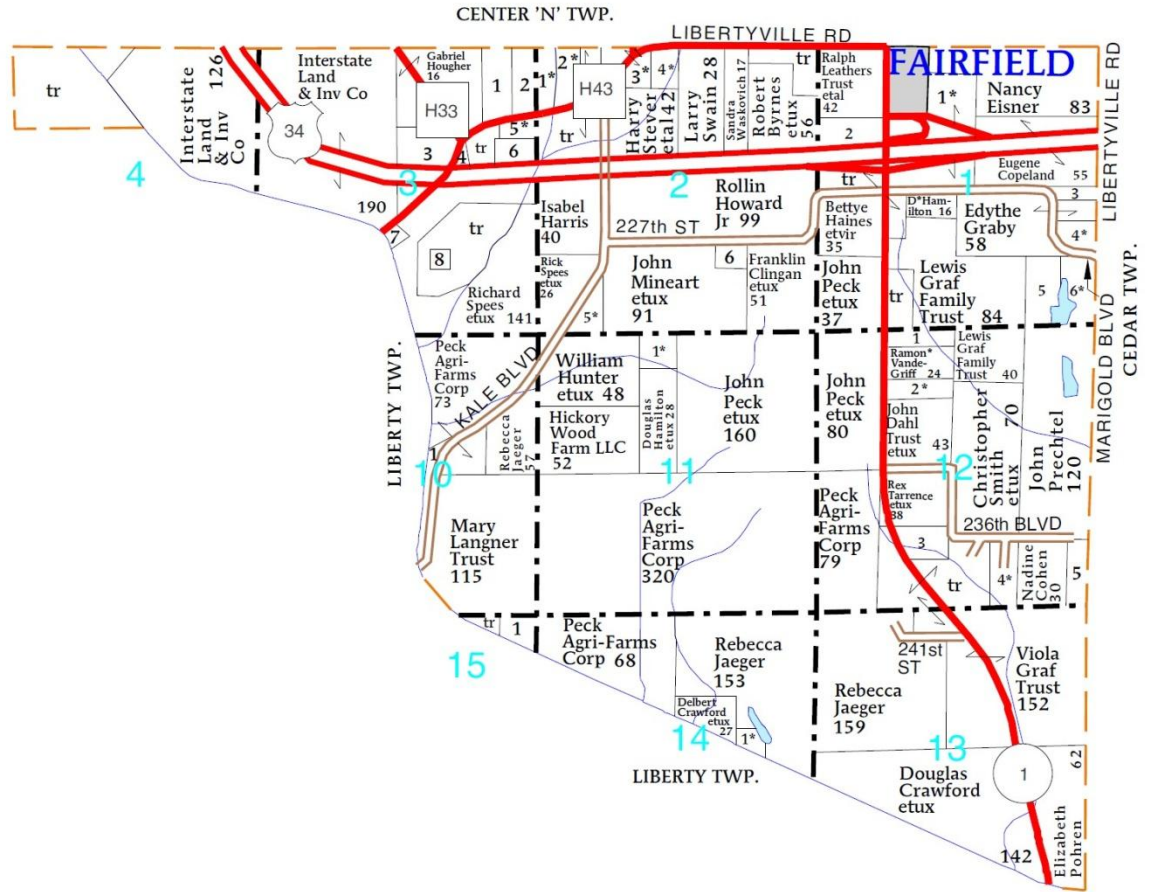 CENTER 'N' TWP.
LIBERTYVILLE RD
FAIRFIELD
LIBERTYVILLE RD
tr
Interstate
Land
& Inv
Co
126
Interstate
Land
& Inv Co
34
190
Gabriel
Hougher
16
H33
1
2
1*
2*
5*
3
4
tr
6
tr
H43
3*
4*
Harry
Stever
etal 42
Larry
Swain 28
Sandra
Waskovich 17
Robert
Byrnes
etux
56
tr
Ralph
Leathers
Trust
etal
42
2
1*
Nancy
Eisner
83
4
3
2
1
Eugene
Copeland
55
3
4*
7
tr
8
Richard
Spees
etux 141
Isabel
Harris
40
Rick
Spees
etux
26
5*
227th ST
Rollin
Howard
Jr 99
John
Mineart
etux
91
6
Franklin
Clingan
etux
51
tr
Bettye
Haines
etvir
35
John
Peck
etux
37
D*Ham-
ilton 16
Edythe
Graby
58
tr
Lewis
Graf
Family
Trust 84
5
6*
MARIGOLD BLVD
CEDAR TWP.
LIBERTY TWP.
Peck
Agri-
Farms
Corp
73
KALE BLVD
1
Rebecca
Jaeger
57
10
Mary
Langner
Trust
115
William
Hunter
etux 48
Hickory
Wood
Farm LLC
52
1*
Douglas
Hamilton
etux 28
John
Peck
etux
160
11
Peck
Agri-
Farms
Corp
320
John
Peck
etux
80
Peck
Agri-
Farms
Corp
79
1
Ramon*
Vande-
Griff 24
2*
John
Dahl
Trust
etux
43
Lewis
Graf
Family
Trust 40
12
Christopher
Smith
etux
70
John
Prechtel
120
Rex
Tarrence
etux
38
3
236th BLVD
tr
4*
Nadine
Cohen
30
5
tr
1
15
Peck
Agri-Farms
Corp 68
Rebecca
Jaeger
153
Delbert
Crawford
etux
27
1*
14
LIBERTY TWP.
241st
ST
Rebecca
Jaeger
159
Viola
Graf
Trust
152
13
Douglas
Crawford
etux
142
1
62
Elizabeth
Pohren